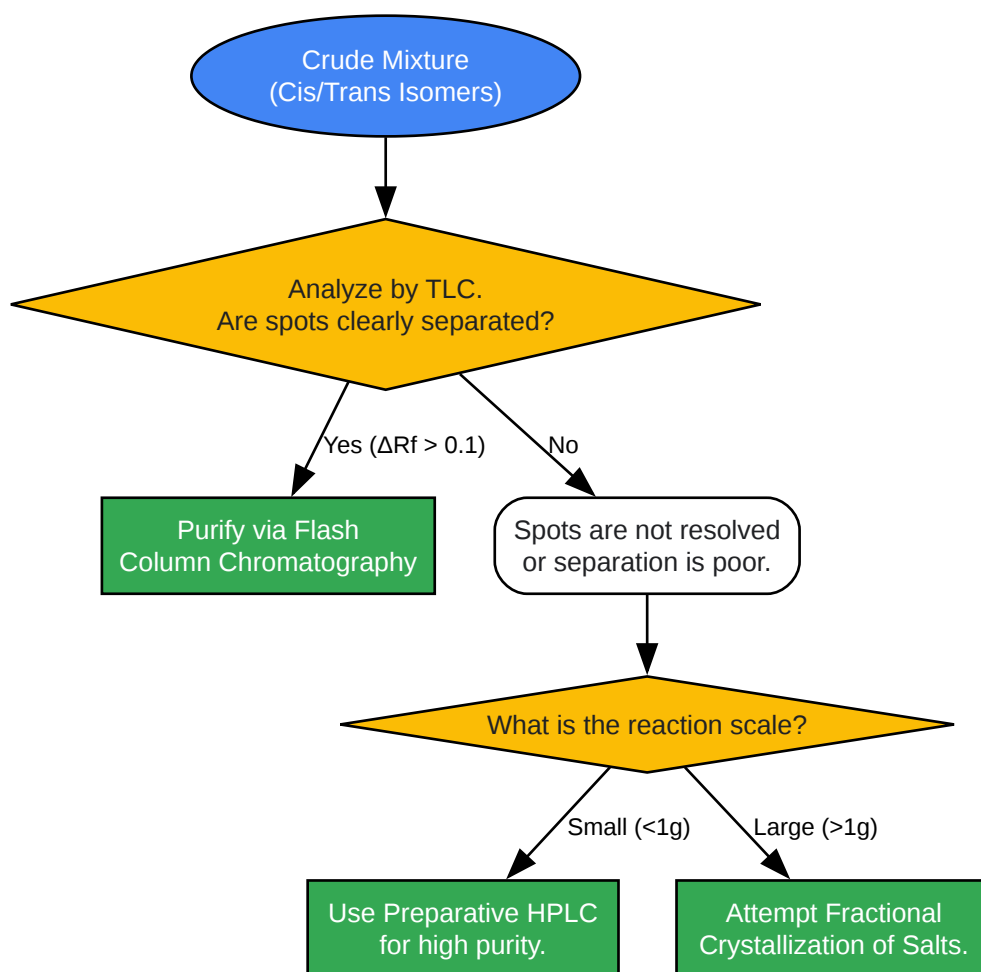 Crude Mixture
(Cis/Trans Isomers)
Analyze by TLC.
Are spots clearly separated?
Yes (ΔRf > 0.1)
No
Purify via Flash
Column Chromatography
Spots are not resolved
or separation is poor.
What is the reaction scale?
Small (<1g)
Large (>1g)
Use Preparative HPLC
for high purity.
Attempt Fractional
Crystallization of Salts.